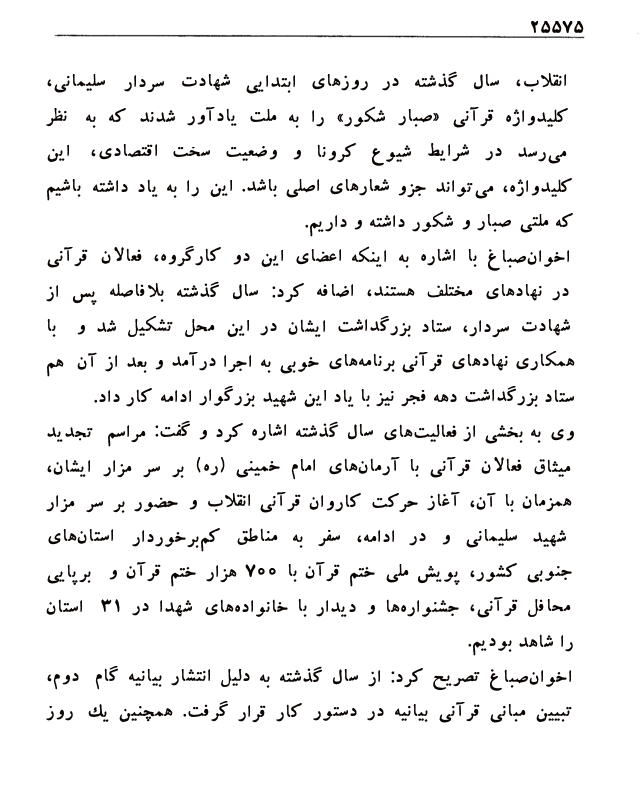 ۲۵۵۷۵
انقلاب، سال گذشته در روزهای ابتدایی شهادت سردار سلیمانی،
کلیدواژه قرآنی «صبار شکور» را به ملت یادآور شدند که به نظر
می‌رسد در شرایط شیوع کرونا و وضعیت سخت اقتصادی، این
کلیدواژه، می‌تواند جزو شعارهای اصلی باشد. این را به یاد داشته باشیم
که ملتی صبار و شکور داشته و داریم.
اخوان‌صباغ با اشاره به اینکه اعضای این دو کارگروه، فعالان قرآنی
در نهادهای مختلف هستند، اضافه کرد: سال گذشته بلافاصله پس از
شهادت سردار، ستاد بزرگداشت ایشان در این محل تشکیل شد و با
همکاری نهادهای قرآنی برنامه‌های خوبی به اجرا درآمد و بعد از آن هم
ستاد بزرگداشت دهه فجر نیز با یاد این شهید بزرگوار ادامه کار داد.
وی به بخشی از فعالیت‌های سال گذشته اشاره کرد و گفت: مراسم تجدید
میثاق فعالان قرآنی با آرمان‌های امام خمینی (ره) بر سر مزار ایشان،
همزمان با آن، آغاز حرکت کاروان قرآنی انقلاب و حضور بر سر مزار
شهید سلیمانی و در ادامه، سفر به مناطق کم‌برخوردار استان‌های
جنوبی کشور، پویش ملی ختم قرآن با ۷۰۰ هزار ختم قرآن و برپایی
محافل قرآنی، جشنواره‌ها و دیدار با خانواده‌های شهدا در ۳۱ استان
را شاهد بودیم.
اخوان‌صباغ تصریح کرد: از سال گذشته به دلیل انتشار بیانیه گام دوم،
تبیین مبانی قرآنی بیانیه در دستور کار قرار گرفت. همچنین یك روز